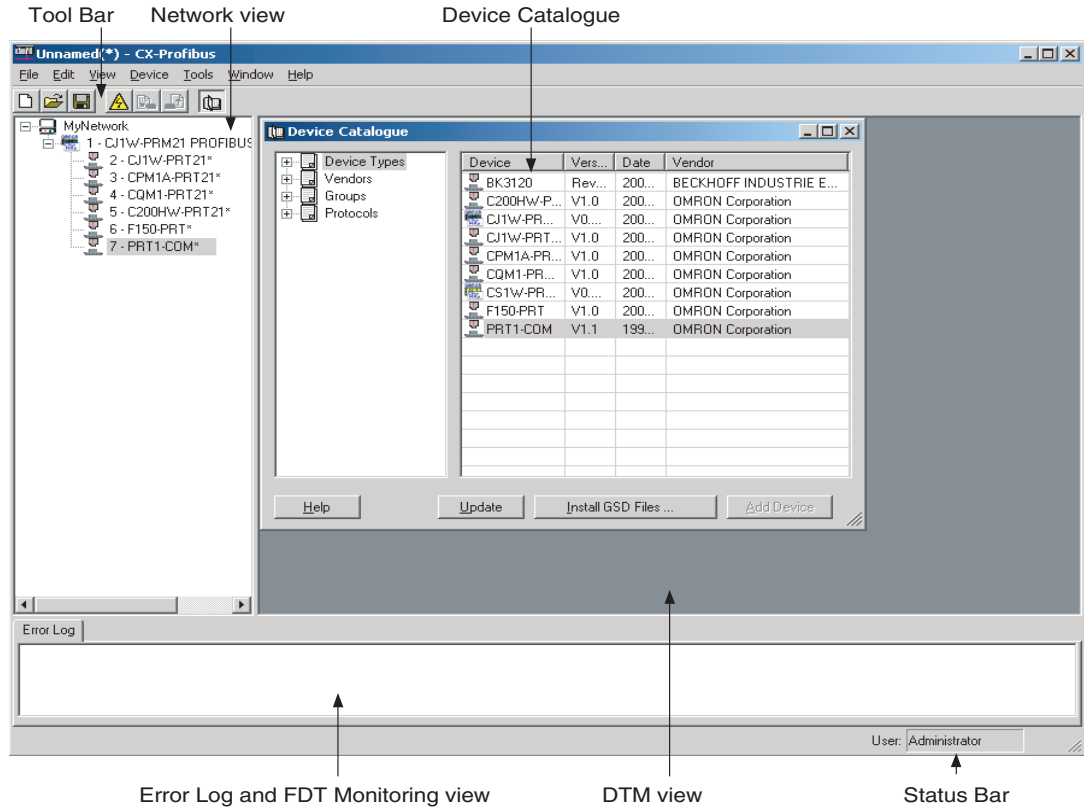 Tool Bar Network view Device Catalogue
Unnamed(*) - CX-Profibus
File Edit View Device Tools Window Help
MyNetwork
1 - CJ1W-PRM21 PROFIBUS
2 - CJ1W-PRT21*
3 - CPM1A-PRT21*
4 - CQM1-PRT21*
5 - C200HW-PRT21*
6 - F150-PRT*
7 - PRT1-COM*
Device Catalogue
Device Types
Vendors
Groups
Protocols
Device Vers... Date Vendor
BK3120 Rev... 200... BECKHOFF INDUSTRIE E...
C200HW-P... V1.0 200... OMRON Corporation
CJ1W-PR... V0.... 200... OMRON Corporation
CJ1W-PRT... V1.0 200... OMRON Corporation
CPM1A-PR... V1.0 200... OMRON Corporation
CQM1-PR... V1.0 200... OMRON Corporation
CS1W-PR... V0.... 200... OMRON Corporation
F150-PRT V1.0 200... OMRON Corporation
PRT1-COM V1.1 199... OMRON Corporation
Help Update Install GSD Files ... Add Device
Error Log
User: Administrator
Error Log and FDT Monitoring view DTM view Status Bar